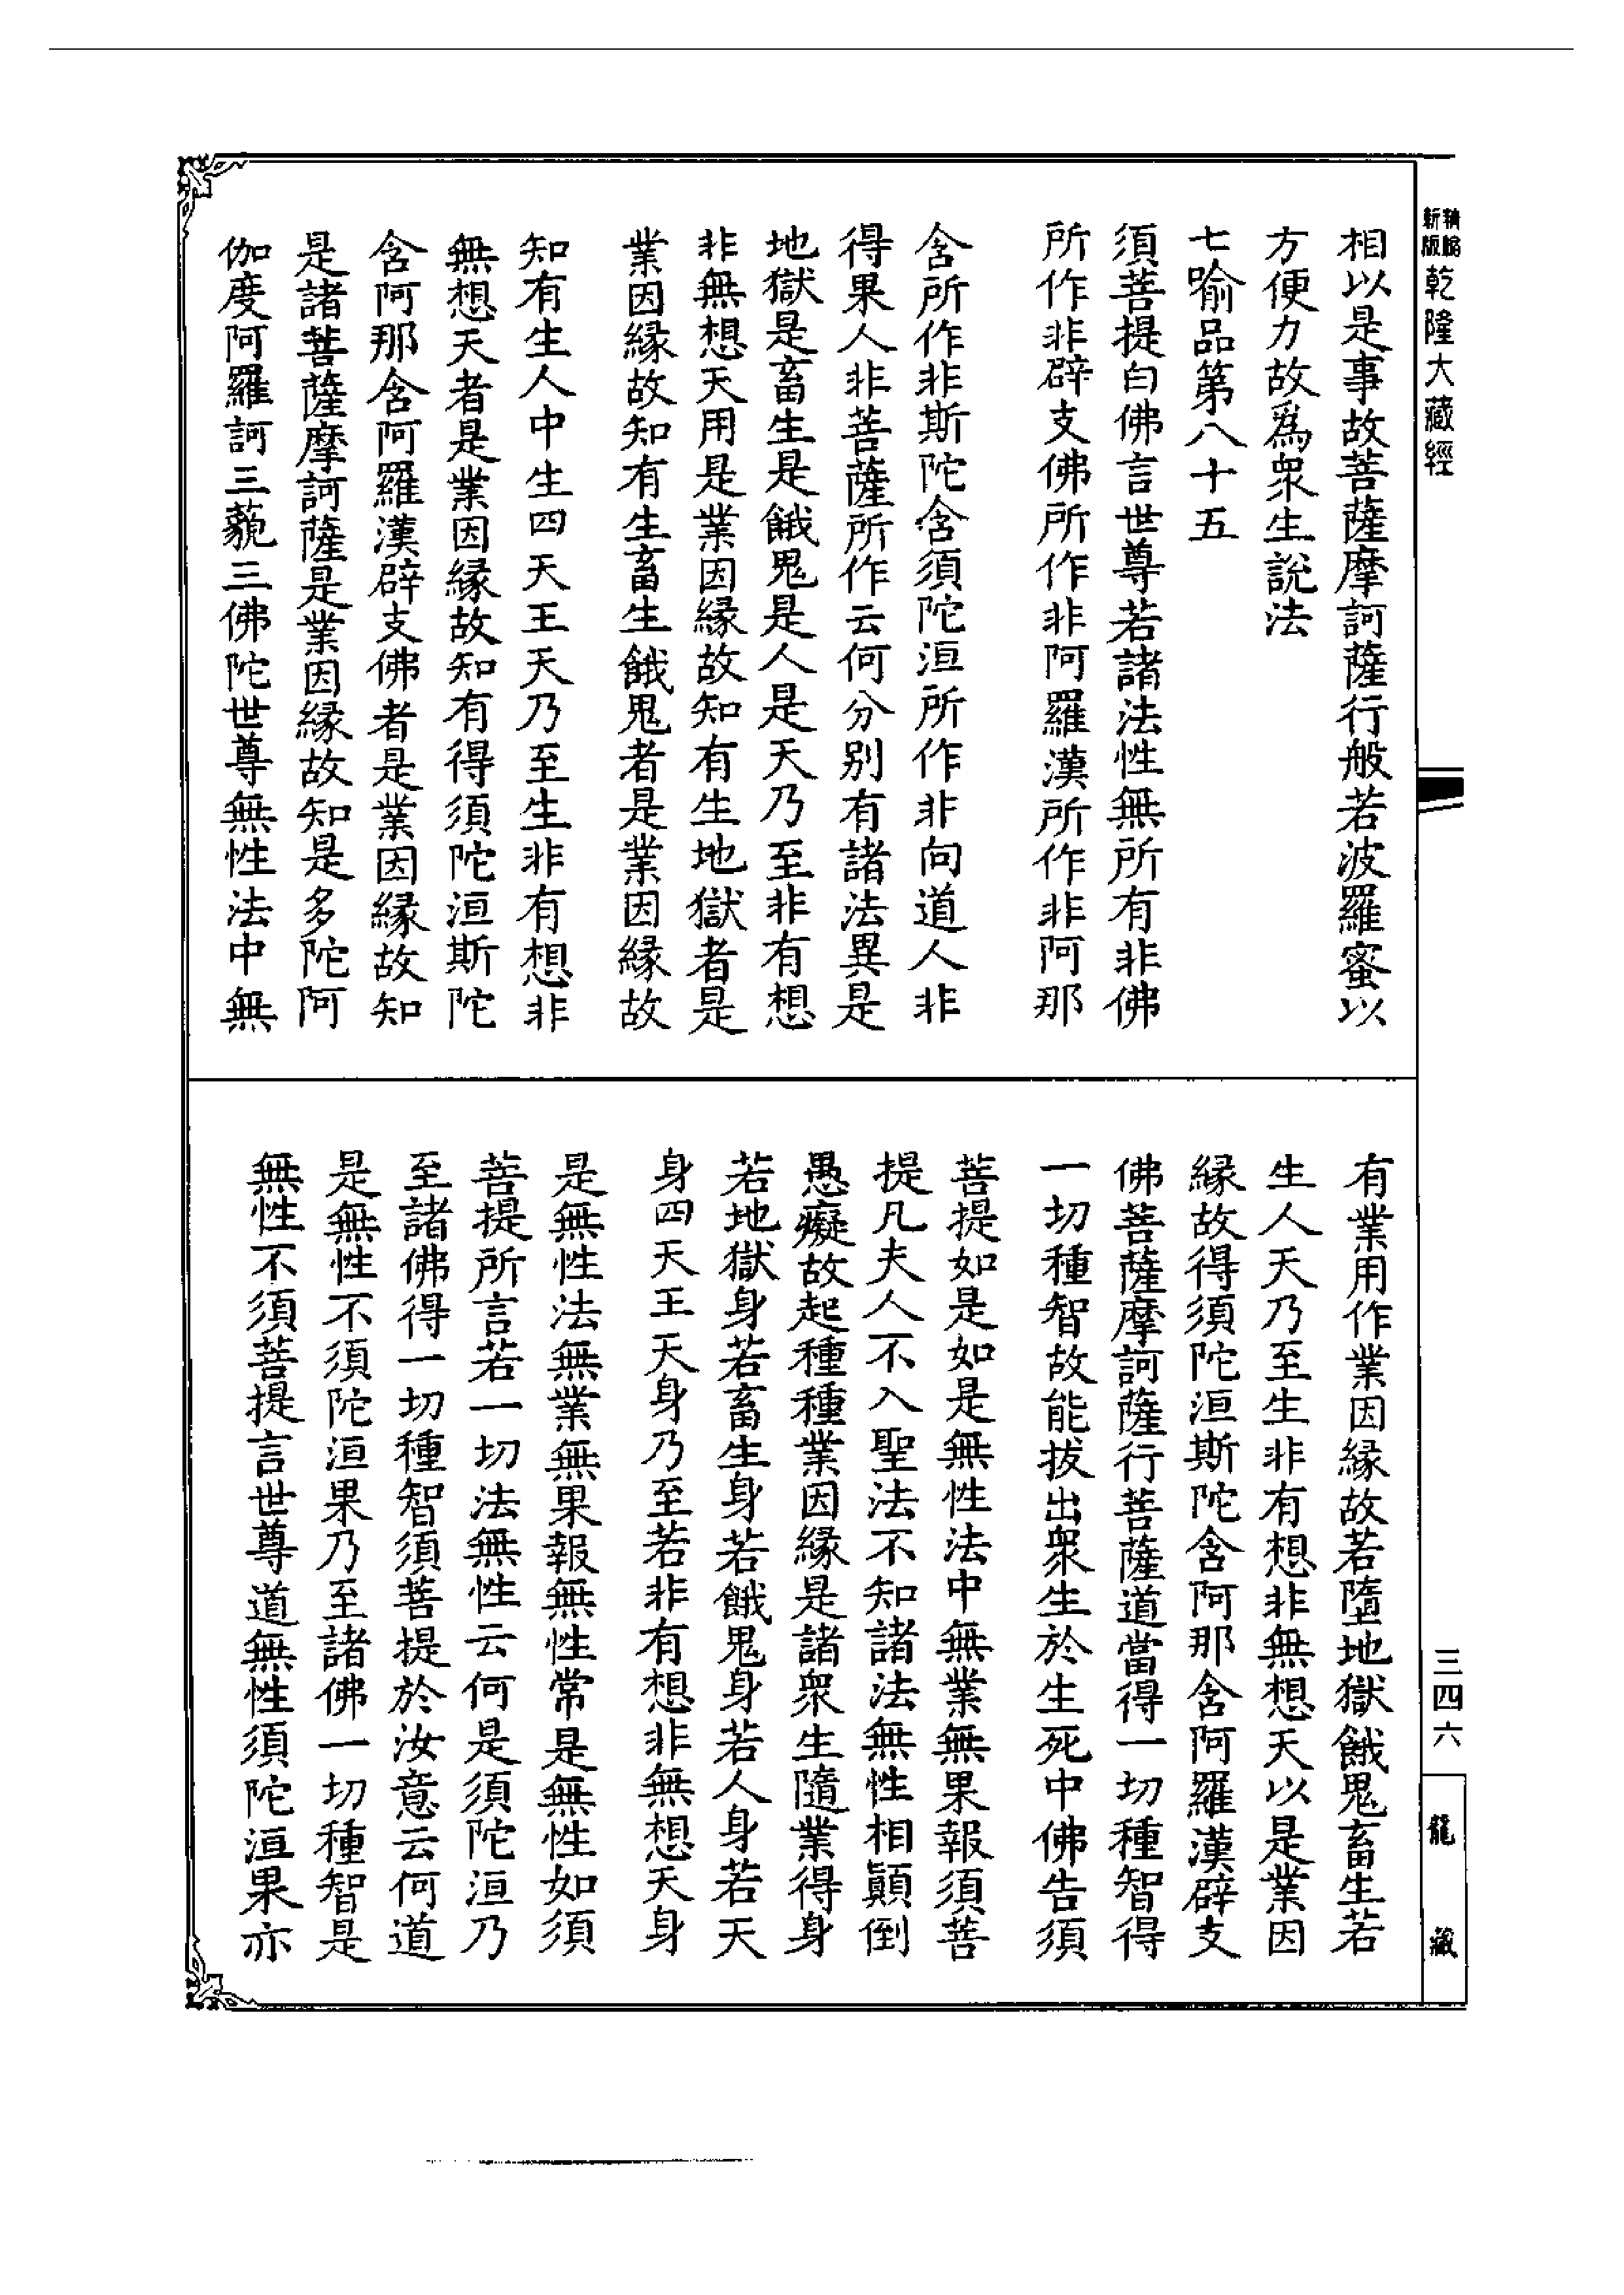 精縮
新版
乾隆大藏經
相以是事故菩薩摩訶薩行般若波羅蜜以
方便力故爲衆生說法
七喻品第八十五
須菩提白佛言世尊若諸法性無所有非佛
所作非辟支佛所作非阿羅漢所作非阿那
含所作非斯陀含須陀洹所作非向道人非
得果人非菩薩所作云何分别有諸法異是
地獄是畜生是餓鬼是人是天乃至非有想
非無想天用是業因緣故知有生地獄者是
業因緣故知有生畜生餓鬼者是業因緣故
知有生人中生四天王天乃至生非有想非
無想天者是業因緣故知有得須陀洹斯陀
含阿那含阿羅漢辟支佛者是業因緣故知
是諸菩薩摩訶薩是業因緣故知是多陀阿
伽度阿羅訶三藐三佛陀世尊無性法中無
有業用作業因緣故若墮地獄餓鬼畜生若
生人天乃至生非有想非無想天以是業因
緣故得須陀洹斯陀含阿那含阿羅漢辟支
佛菩薩摩訶薩行菩薩道當得一切種智得
一切種智故能拔出衆生於生死中佛告須
菩提如是如是無性法中無業無果報須菩
提凡夫人不入聖法不知諸法無性相顛倒
愚癡故起種種業因緣是諸衆生隨業得身
若地獄身若畜生身若餓鬼身若人身若天
身四天王天身乃至若非有想非無想天身
是無性法無業無果報無性常是無性如須
菩提所言若一切法無性云何是須陀洹乃
至諸佛得一切種智須菩提於汝意云何道
是無性不須陀洹果乃至諸佛一切種智是
無性不須菩提言世尊道無性須陀洹果亦
三四六
龍藏